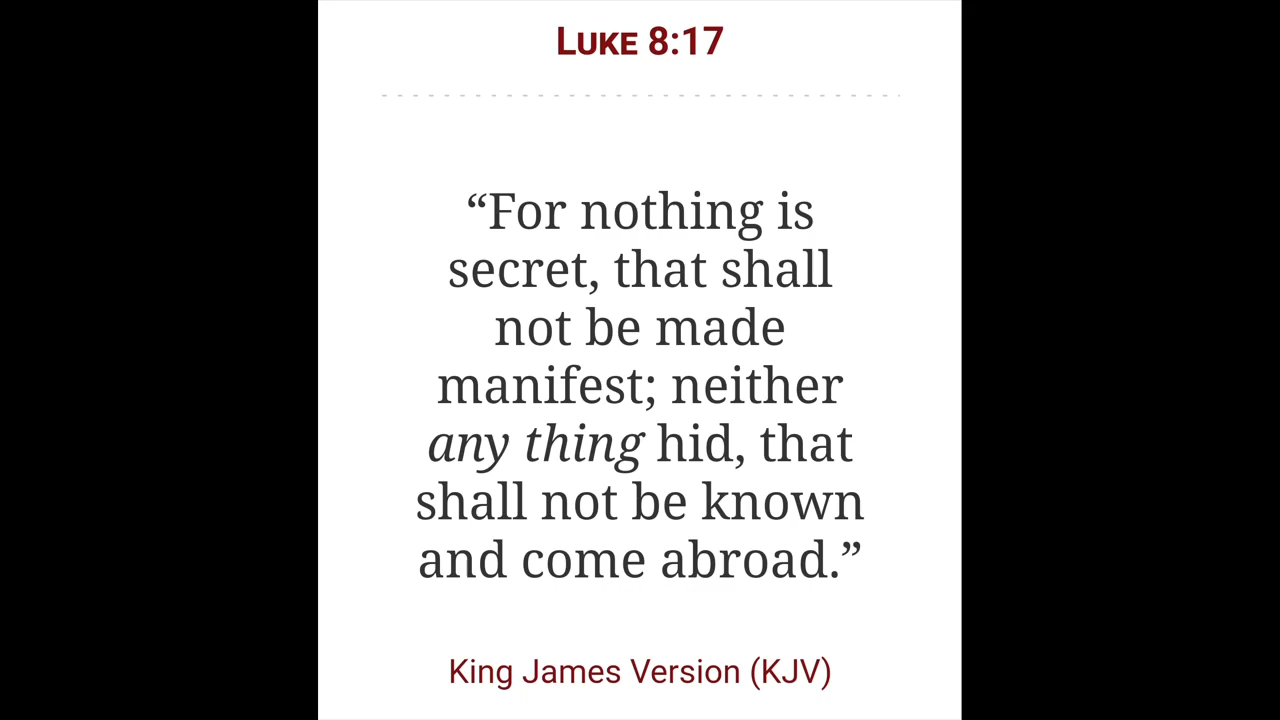 LUKE 8:17
“For nothing is
secret, that shall
not be made
manifest; neither
any thing hid, that
shall not be known
and come abroad.”
King James Version (KJV)